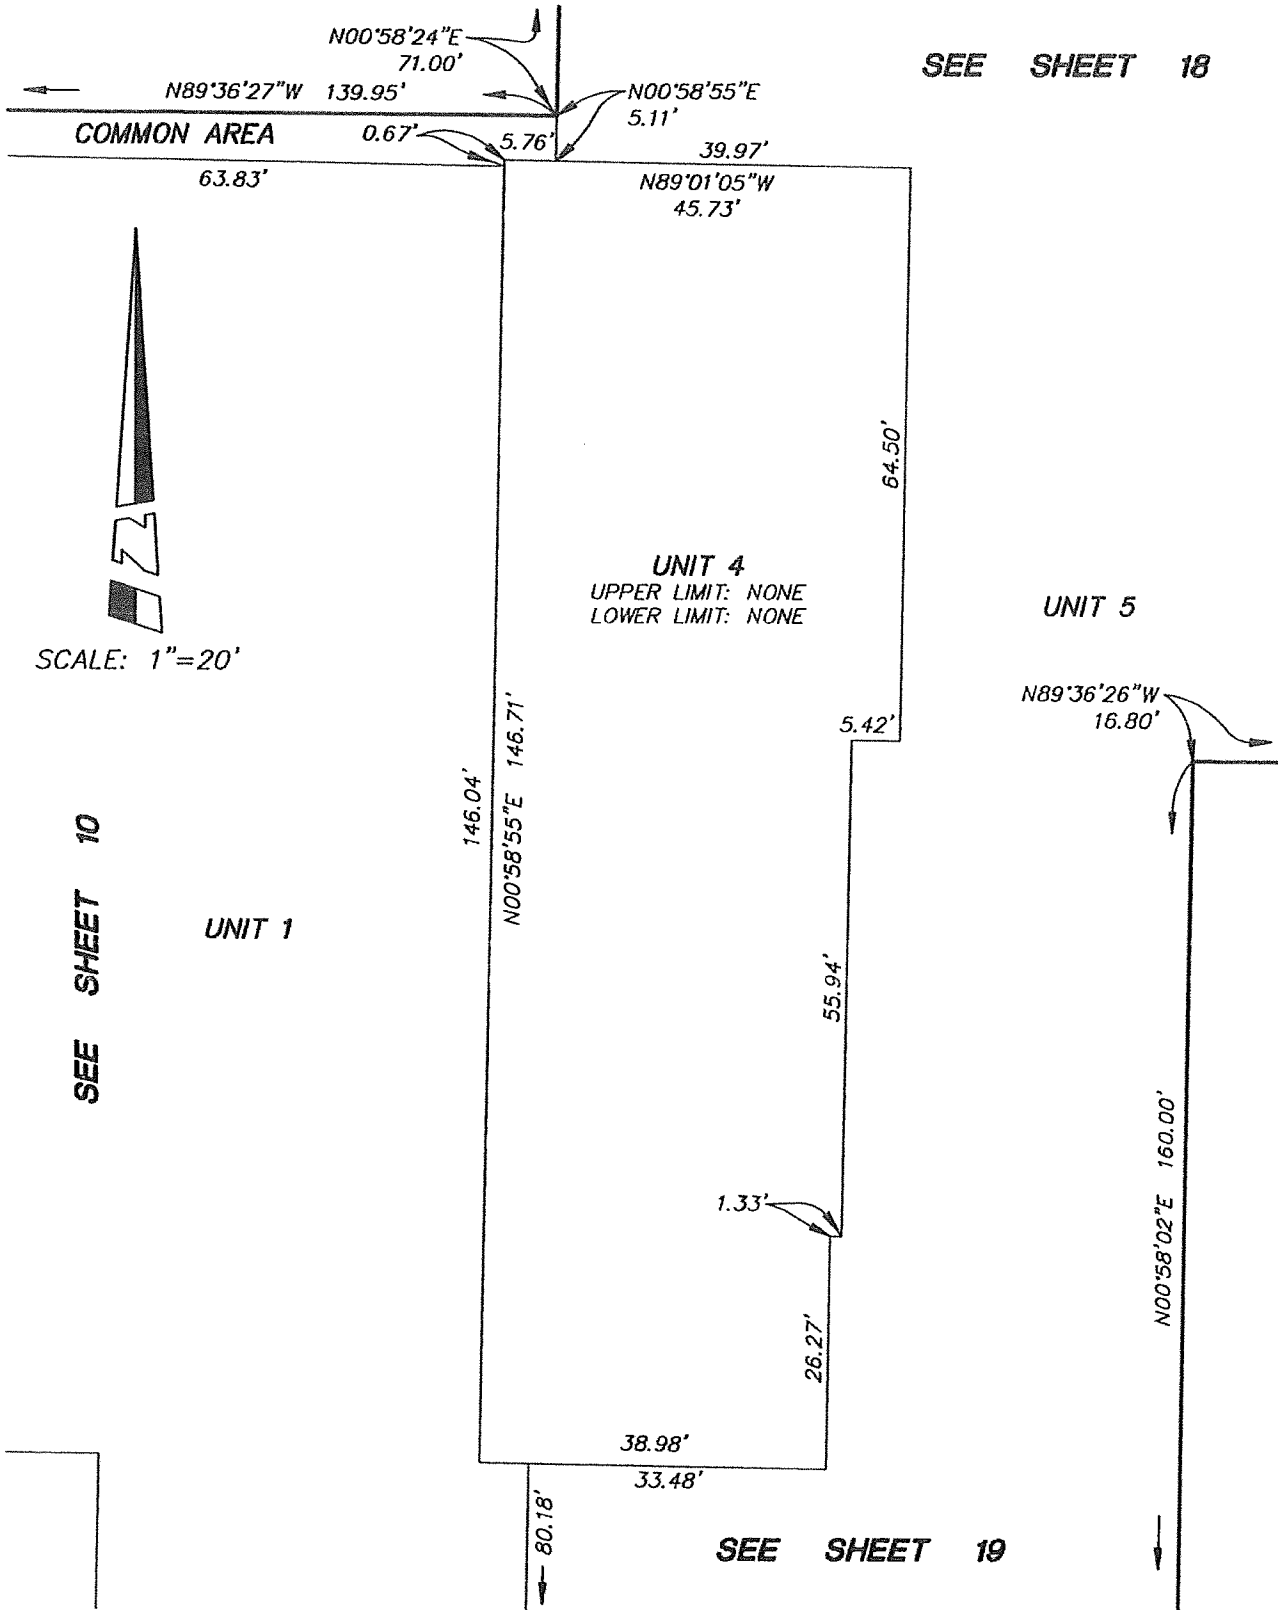 N00°58'24"E
71.00'
SEE SHEET 18
N89°36'27"W 139.95'
N00°58'55"E
5.11'
COMMON AREA
0.67'
5.76'
39.97'
63.83'
N89°01'05"W
45.73'
64.50'
Z
UNIT 4
UPPER LIMIT: NONE
LOWER LIMIT: NONE
UNIT 5
SCALE: 1"=20'
N89°36'26"W
16.80'
5.42'
146.04'
N00°58'55"E 146.71'
SEE SHEET 10
UNIT 1
55.94'
N00°58'02"E 160.00'
1.33'
26.27'
38.98'
33.48'
80.18'
SEE SHEET 19